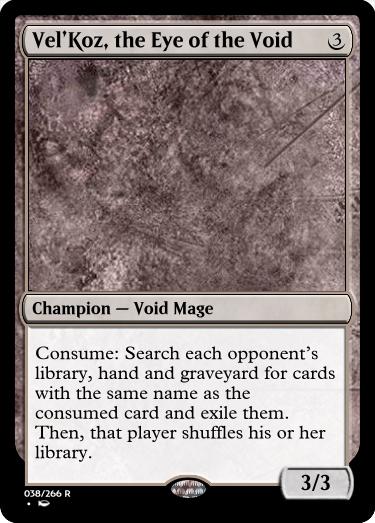 Vel'Koz, the Eye of the Void 3
Champion — Void Mage
Consume: Search each opponent's
library, hand and graveyard for cards
with the same name as the
consumed card and exile them.
Then, that player shuffles his or her
library.
3/3
038/266 R